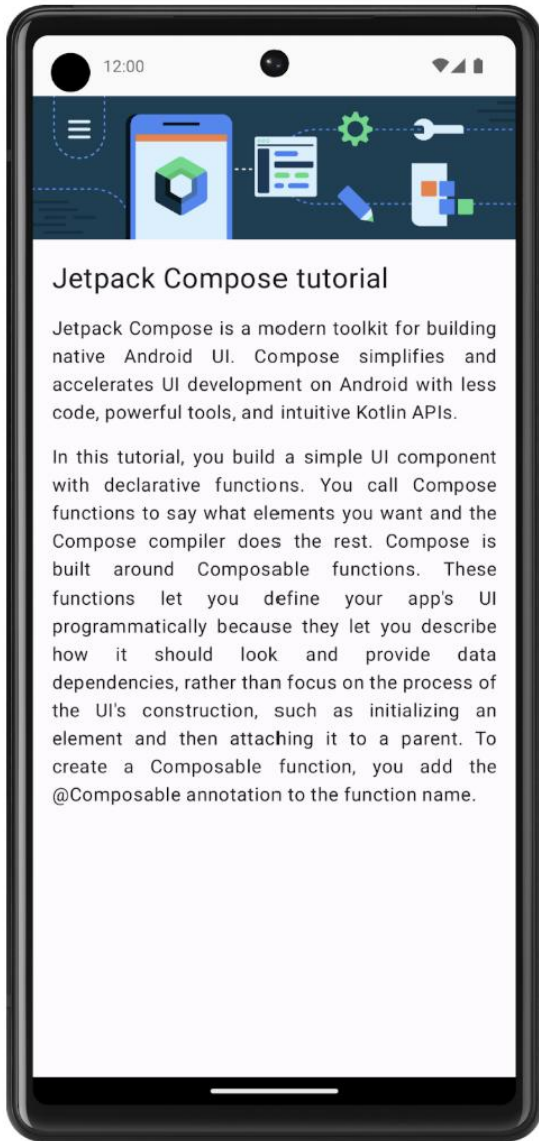 12:00
Jetpack Compose tutorial
Jetpack Compose is a modern toolkit for building
native Android UI. Compose simplifies and
accelerates UI development on Android with less
code, powerful tools, and intuitive Kotlin APIs.
In this tutorial, you build a simple UI component
with declarative functions. You call Compose
functions to say what elements you want and the
Compose compiler does the rest. Compose is
built around Composable functions. These
functions let you define your app's UI
programmatically because they let you describe
how it should look and provide data
dependencies, rather than focus on the process of
the UI's construction, such as initializing an
element and then attaching it to a parent. To
create a Composable function, you add the
@Composable annotation to the function name.